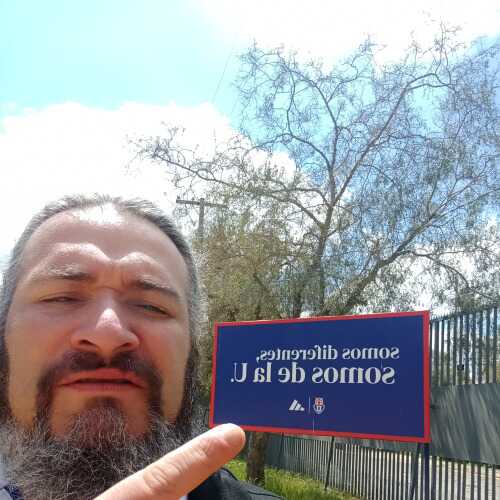 somos diferentes,
somos de la U.